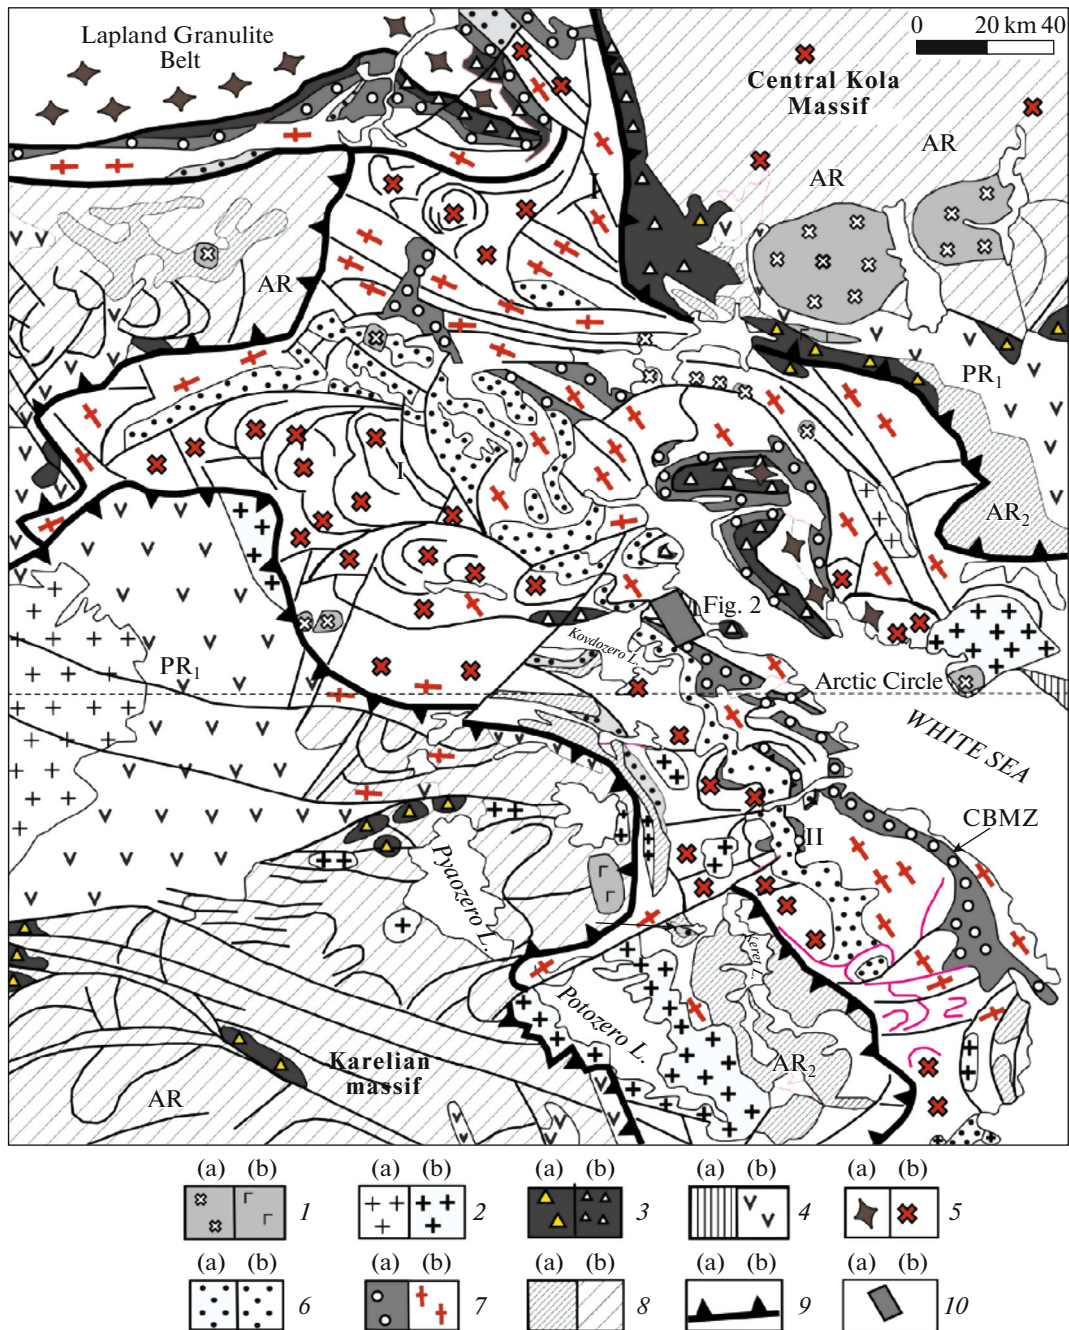 Lapland Granulite
Belt
0 20 km 40
Central Kola
Massif
AR
AR
I
AR
PR1
I
AR2
Fig. 2
Kovdozero L.
PR1
Arctic Circle
WHITE SEA
CBMZ
II
Pyaozero L.
Keret L.
Potozero L.
Karelian
massif
AR2
AR
(a) (b) (a) (b) (a) (b) (a) (b) (a) (b)
1 2 3 4 5
(a) (b) (a) (b) (a) (b) (a) (b) (a) (b)
6 7 8 9 10